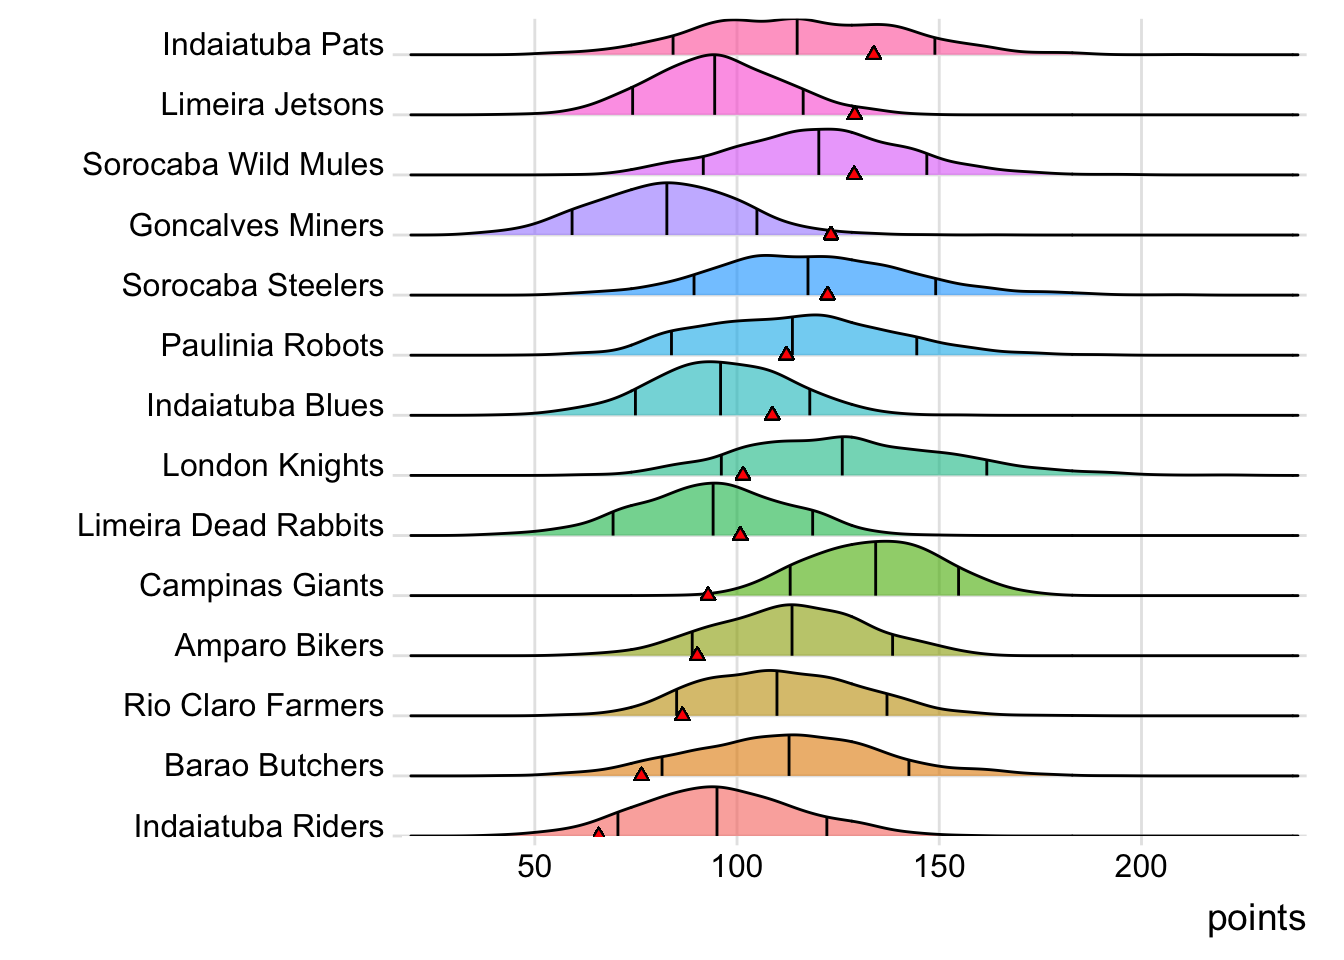 Indaiatuba Pats
Limeira Jetsons
Sorocaba Wild Mules
Goncalves Miners
Sorocaba Steelers
Paulinia Robots
Indaiatuba Blues
London Knights
Limeira Dead Rabbits
Campinas Giants
Amparo Bikers
Rio Claro Farmers
Barao Butchers
Indaiatuba Riders
50 100 150 200
points